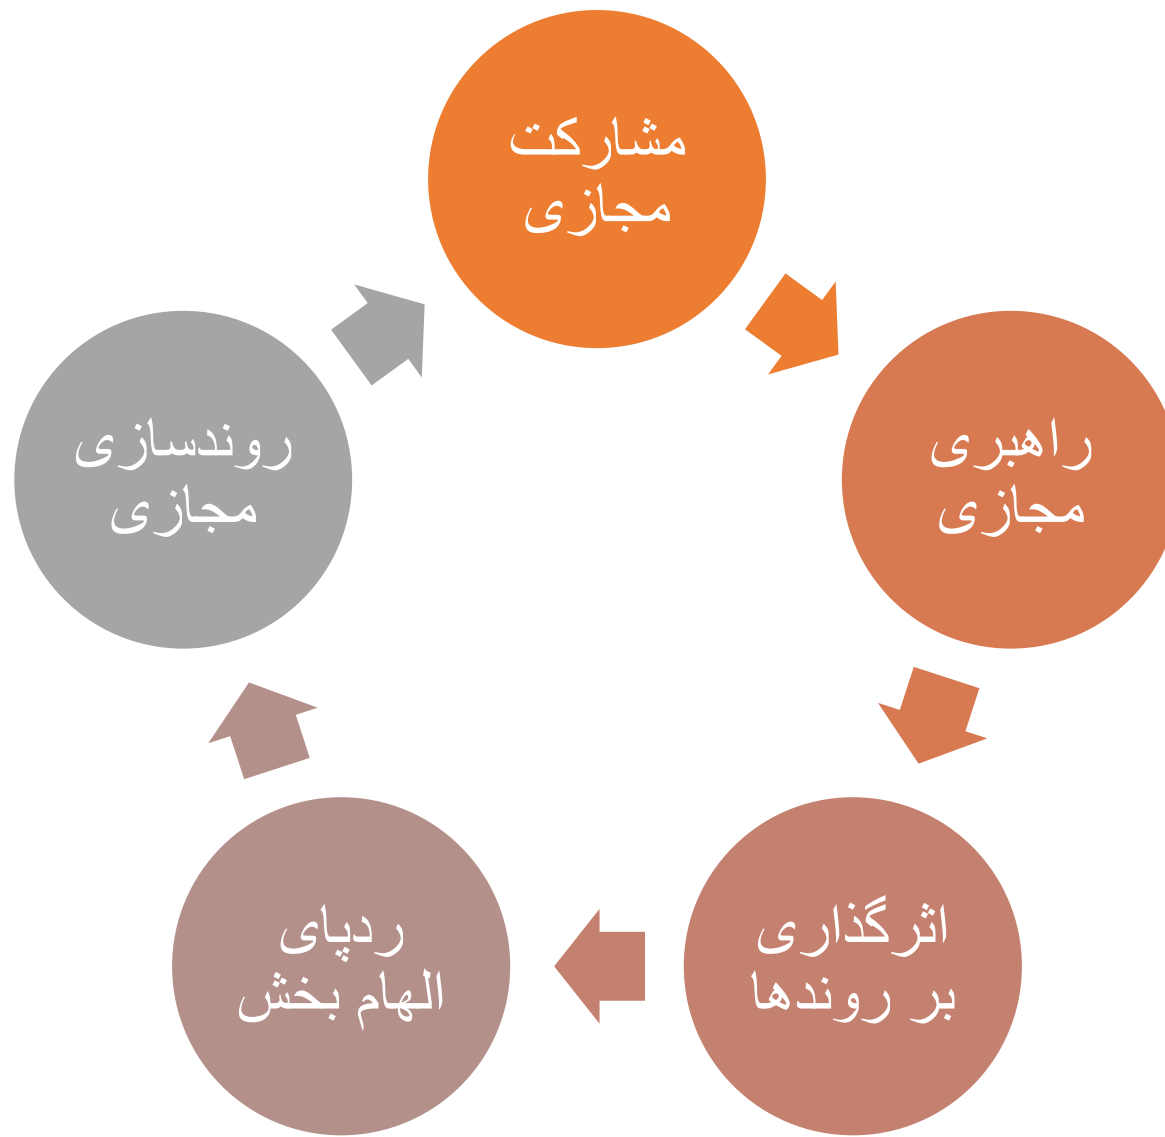 مشارکت
مجازی
راهبری
مجازی
اثرگذاری
بر روندها
ردپای
الهام بخش
روندسازی
مجازی